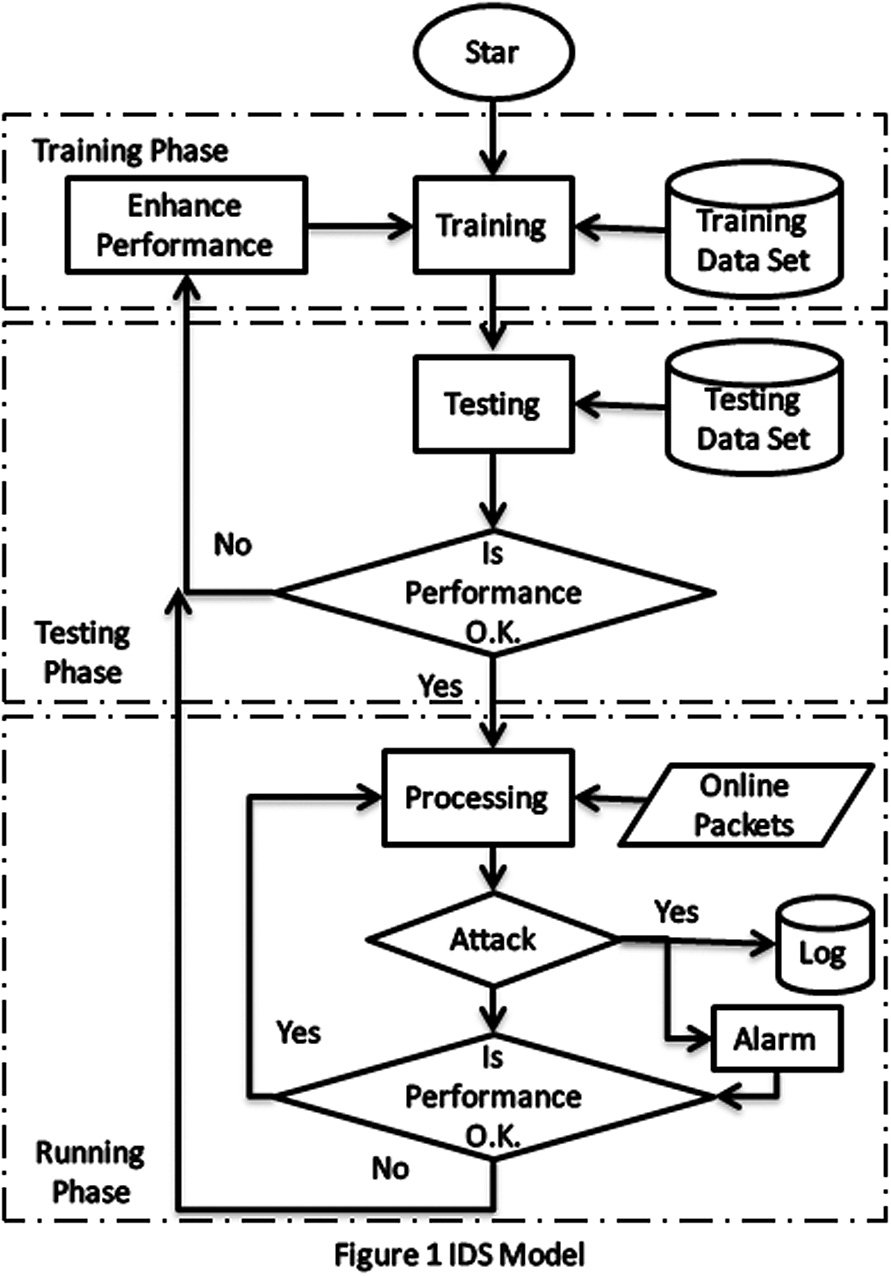 Star
Training Phase
Enhance
Performance
Training
Training
Data Set
Testing
Testing
Data Set
No
Is
Performance
O.K.
Testing
Phase
Yes
Processing
Online
Packets
Attack
Yes
Log
Alarm
Yes
Is
Performance
O.K.
No
Running
Phase
Figure 1 IDS Model